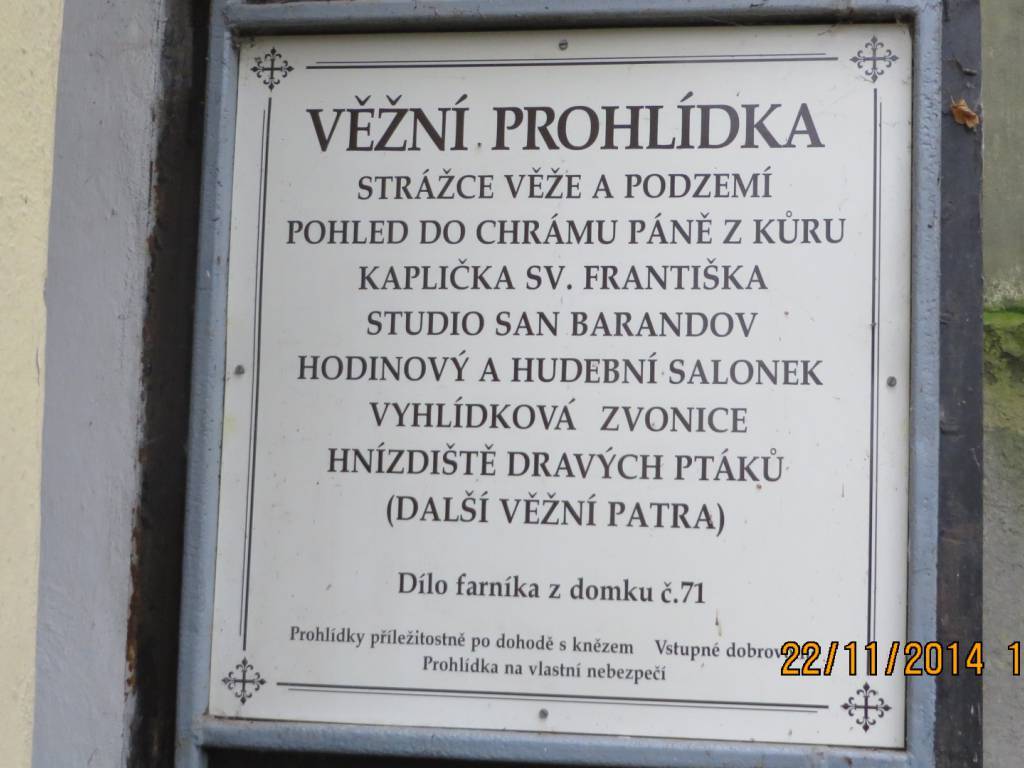 VĚŽNÍ PROHLÍDKA
STRÁŽCE VĚŽE A PODZEMÍ
POHLED DO CHRÁMU PÁNĚ Z KŮRU
KAPLIČKA SV. FRANTIŠKA
STUDIO SAN BARANDOV
HODINOVÝ A HUDEBNÍ SALONEK
VYHLÍDKOVÁ ZVONICE
HNÍZDIŠTĚ DRAVÝCH PTÁKŮ
(DALŠÍ VĚŽNÍ PATRA)
Dílo farníka z domku č.71
Prohlídky příležitostně po dohodě s knězem Vstupné
Prohlídka na vlastní nebezpečí
22/11/2014 1